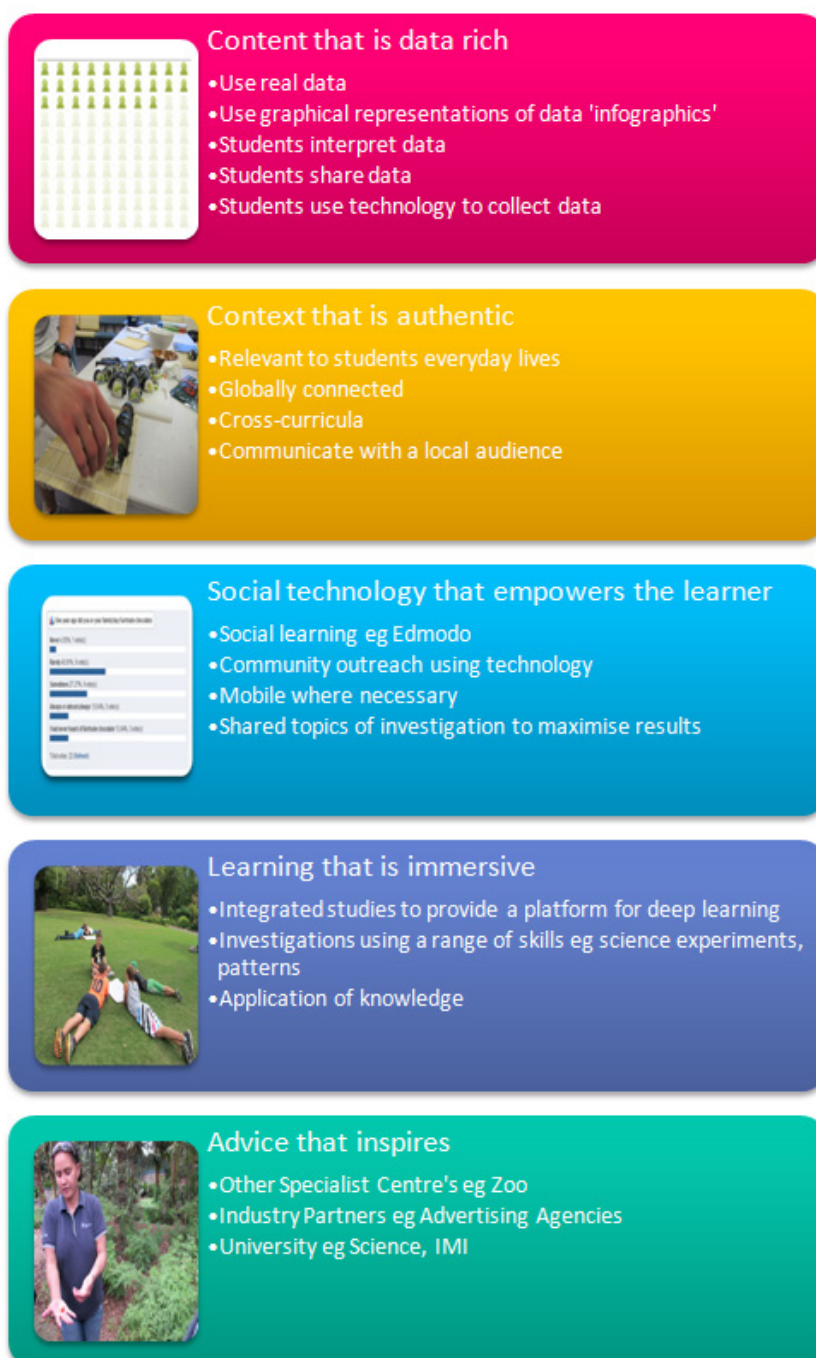 Content that is data rich
•Use real data
•Use graphical representations of data 'infographics'
•Students interpret data
•Students share data
•Students use technology to collect data
Context that is authentic
•Relevant to students everyday lives
•Globally connected
•Cross-curricula
•Communicate with a local audience
Social technology that empowers the learner
•Social learning eg Edmodo
•Community outreach using technology
•Mobile where necessary
•Shared topics of investigation to maximise results
Learning that is immersive
•Integrated studies to provide a platform for deep learning
•Investigations using a range of skills eg science experiments,
patterns
•Application of knowledge
Advice that inspires
•Other Specialist Centre's eg Zoo
•Industry Partners eg Advertising Agencies
•University eg Science, IMI